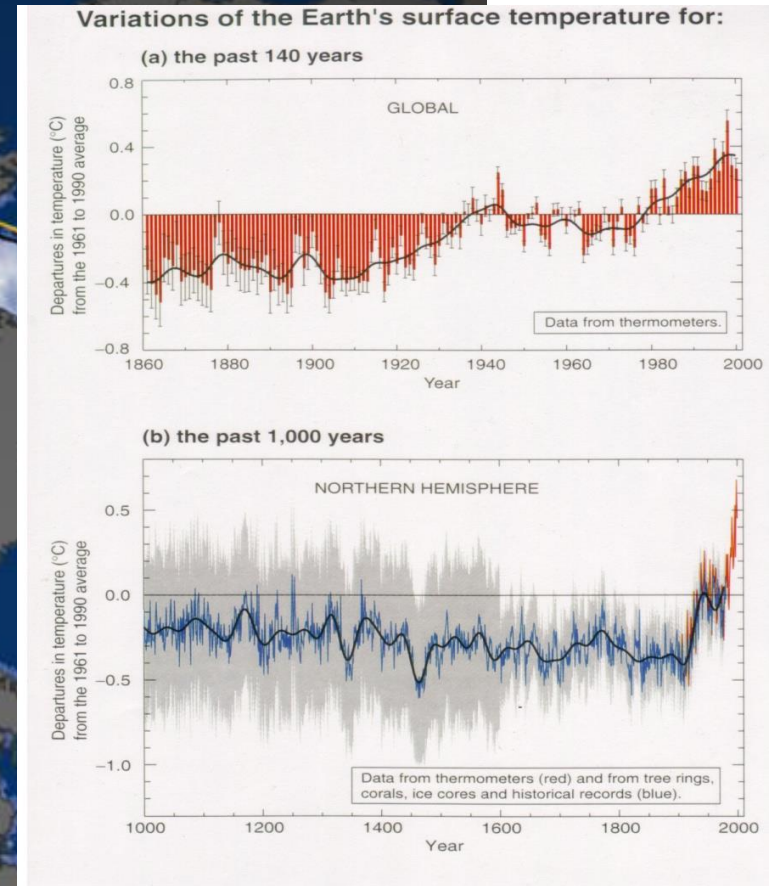 Variations of the Earth's surface temperature for:
(a) the past 140 years
GLOBAL
Departures in temperature (°C)
from the 1961 to 1990 average
0.8
0.4
0.0
−0.4
−0.8
Data from thermometers.
1860 1880 1900 1920 1940 1960 1980 2000
Year
(b) the past 1,000 years
NORTHERN HEMISPHERE
Departures in temperature (°C)
from the 1961 to 1990 average
0.5
0.0
−0.5
−1.0
Data from thermometers (red) and from tree rings,
corals, ice cores and historical records (blue).
1000 1200 1400 1600 1800 2000
Year